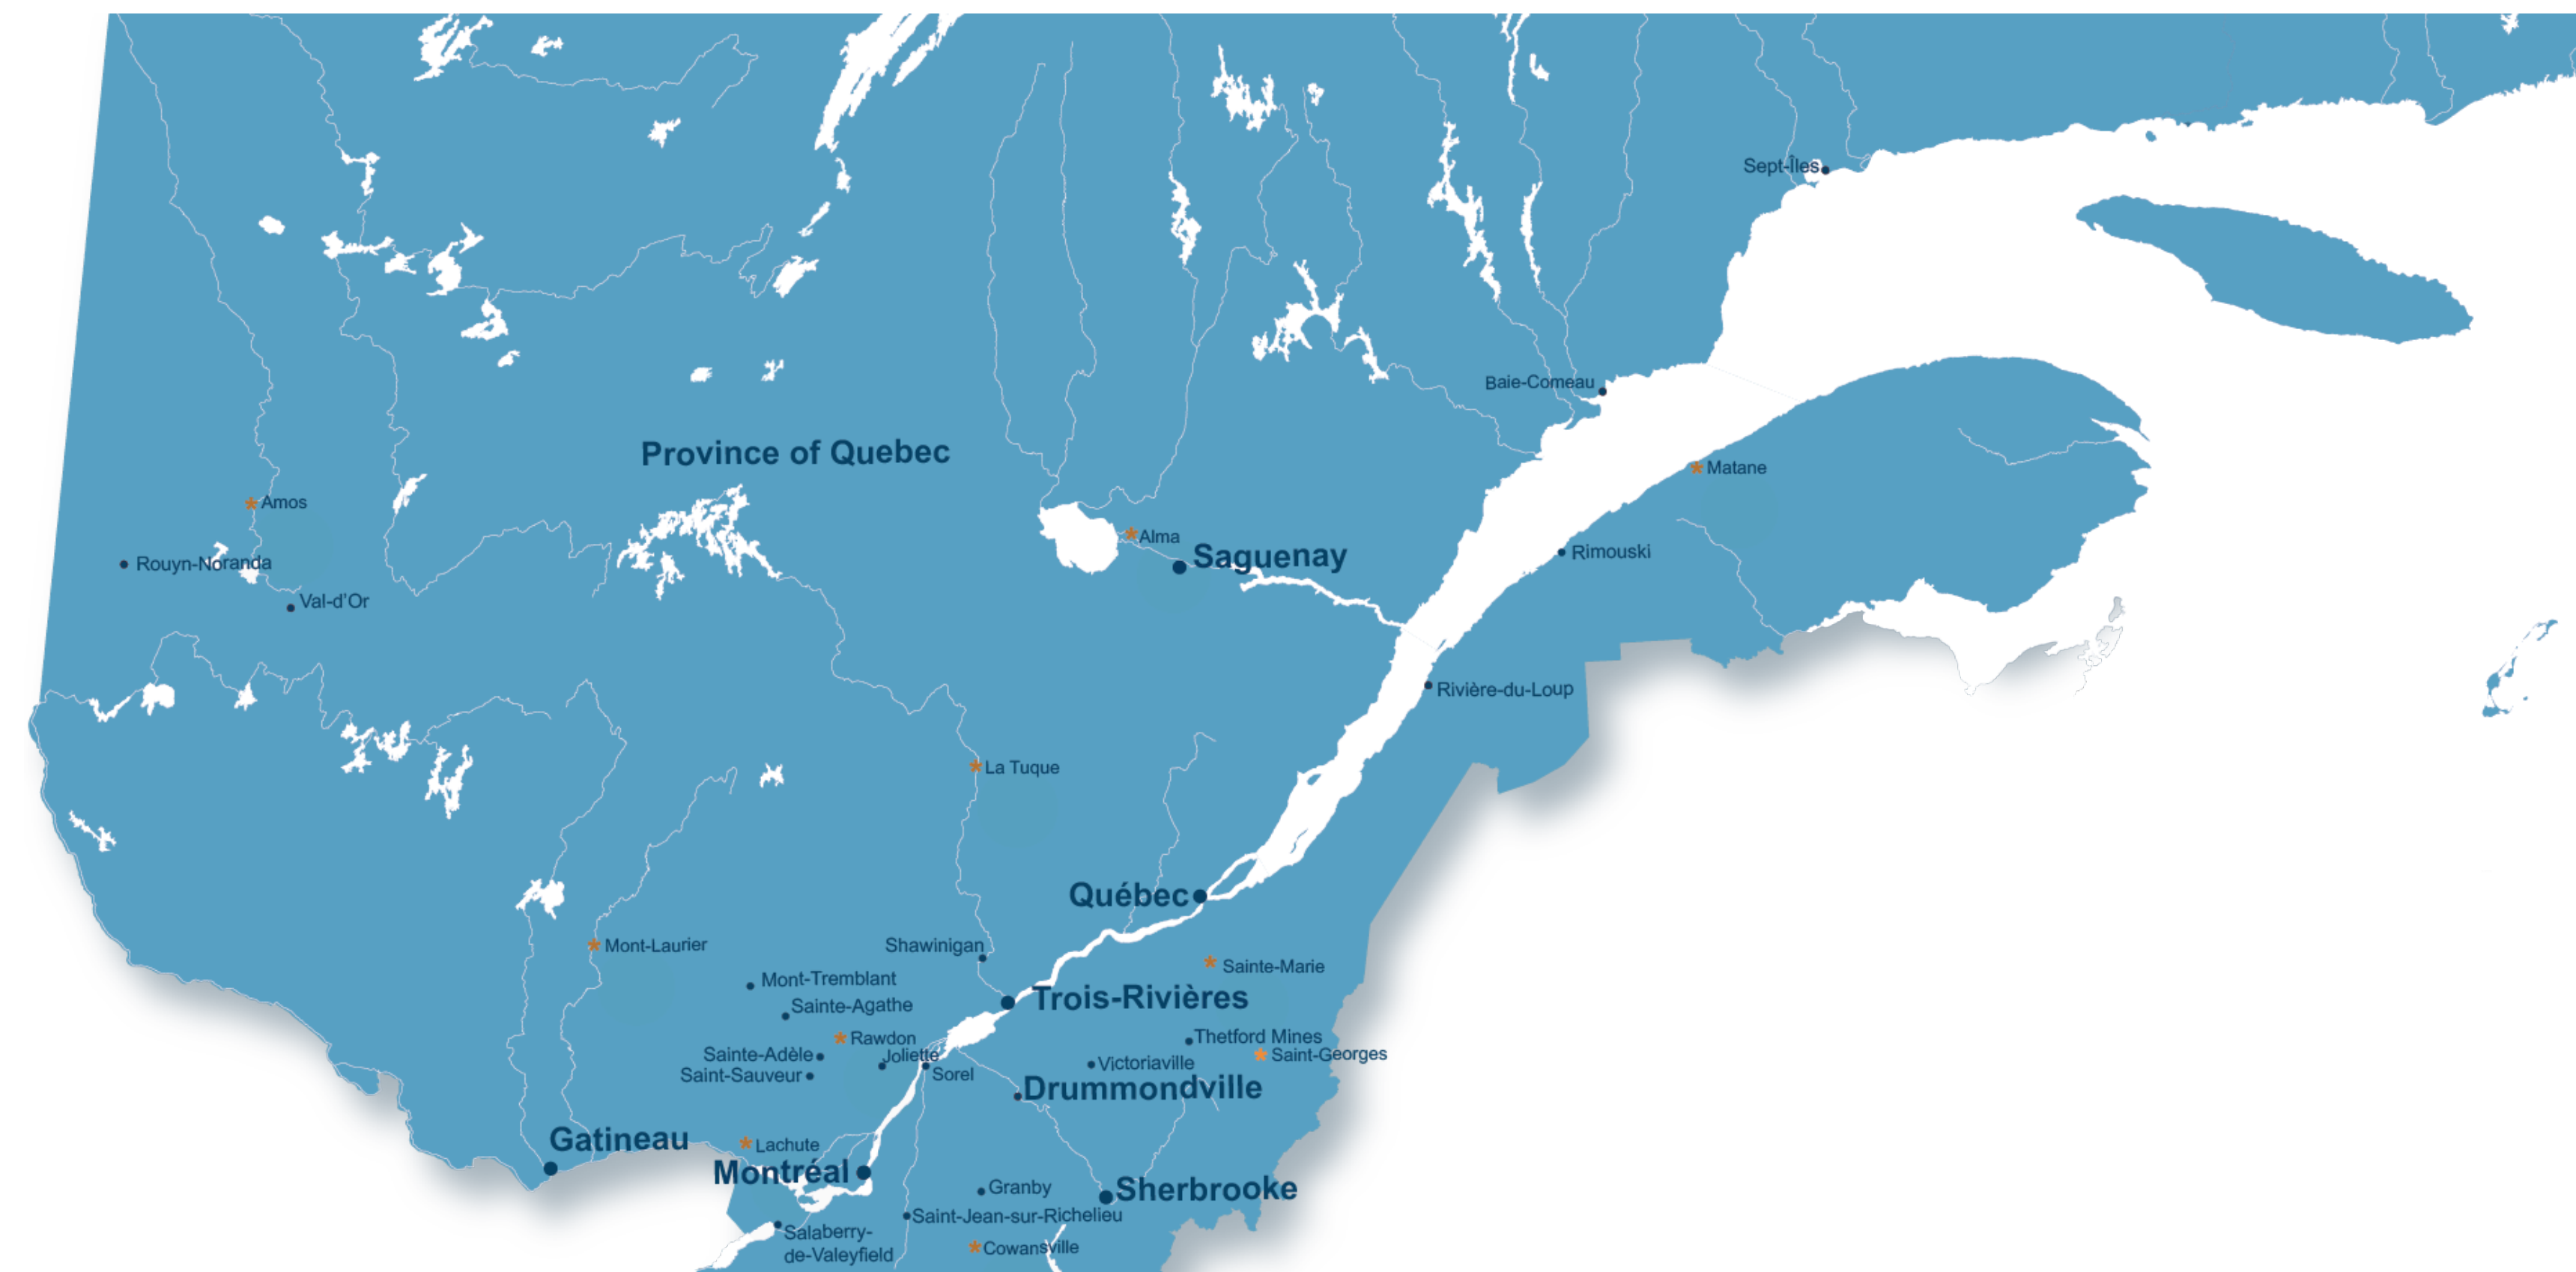 Sept-Îles
Baie-Comeau
Province of Quebec
Matane
Amos
Alma
Saguenay
Rimouski
Rouyn-Noranda
Val-d'Or
Rivière-du-Loup
La Tuque
Québec
Mont-Laurier
Shawinigan
Sainte-Marie
Mont-Tremblant
Trois-Rivières
Sainte-Agathe
Rawdon
Thetford Mines
Sainte-Adèle
Joliette
Saint-Georges
Victoriaville
Saint-Sauveur
Sorel
Drummondville
Gatineau
Lachute
Montréal
Granby
Sherbrooke
Saint-Jean-sur-Richelieu
Salaberry-
de-Valeyfield
Cowansville